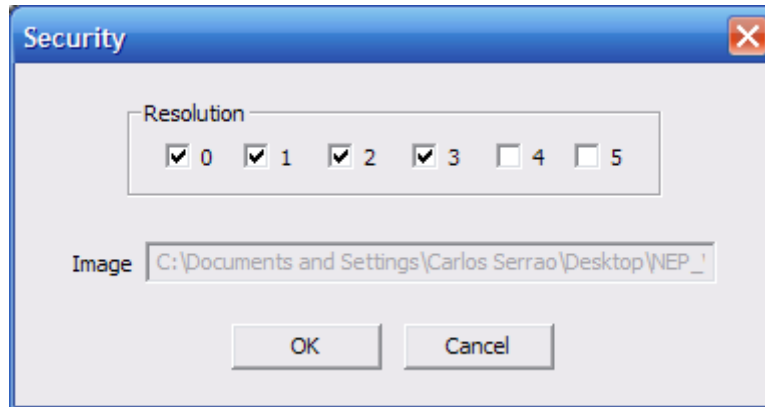 Security
Resolution
0 1 2 3 4 5
Image C:\Documents and Settings\Carlos Serrao\Desktop\NEP_
OK Cancel